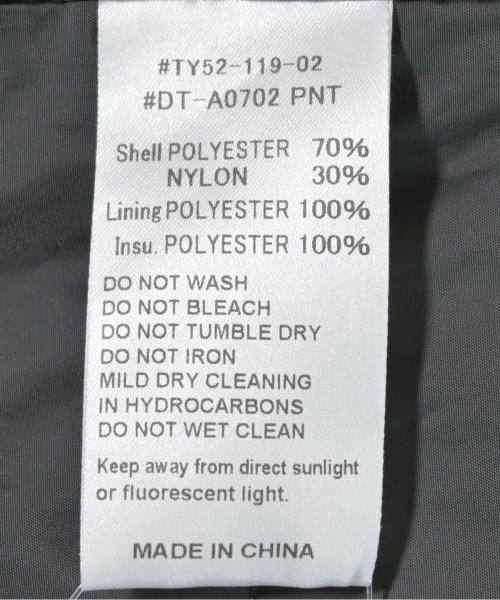 #TY52-119-02
#DT-A0702 PNT
Shell POLYESTER 70%
NYLON 30%
Lining POLYESTER 100%
Insu. POLYESTER 100%
DO NOT WASH
DO NOT BLEACH
DO NOT TUMBLE DRY
DO NOT IRON
MILD DRY CLEANING
IN HYDROCARBONS
DO NOT WET CLEAN
Keep away from direct sunlight
or fluorescent light.
MADE IN CHINA